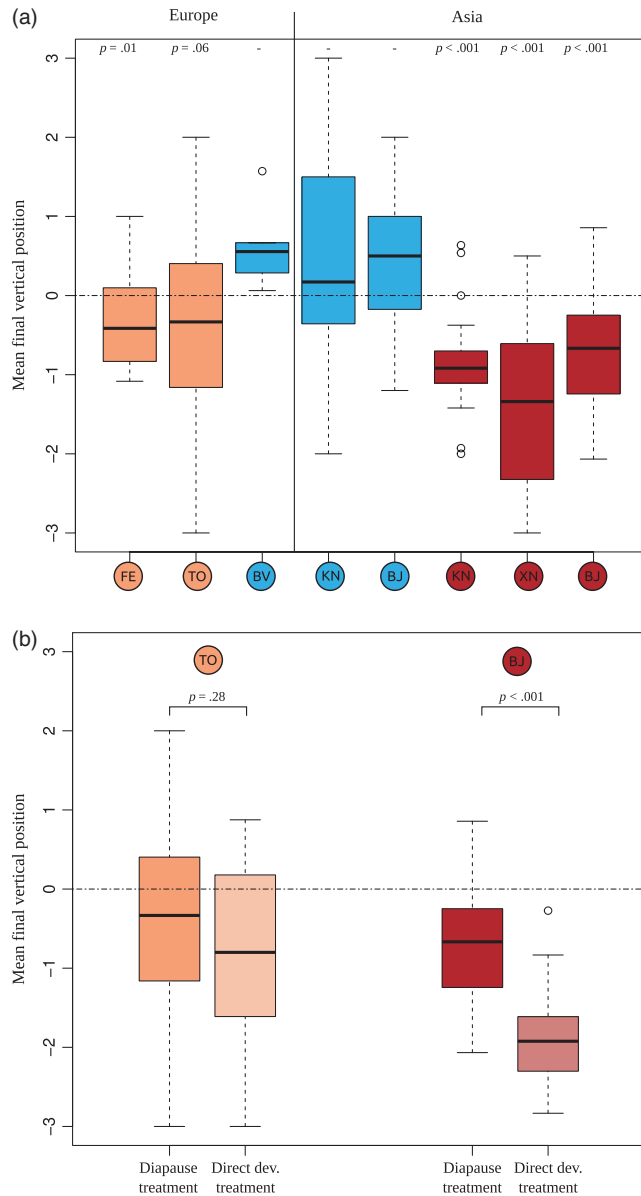 (a)
Europe Asia
p = .01 p = .06 - - - p < .001 p < .001 p < .001
3
2
1
0
-1
-2
-3
Mean final vertical position
FE TO BV KN BJ KN XN BJ
(b)
TO BJ
p = .28 p < .001
3
2
1
0
-1
-2
-3
Mean final vertical position
Diapause Direct dev. Diapause Direct dev.
treatment treatment treatment treatment